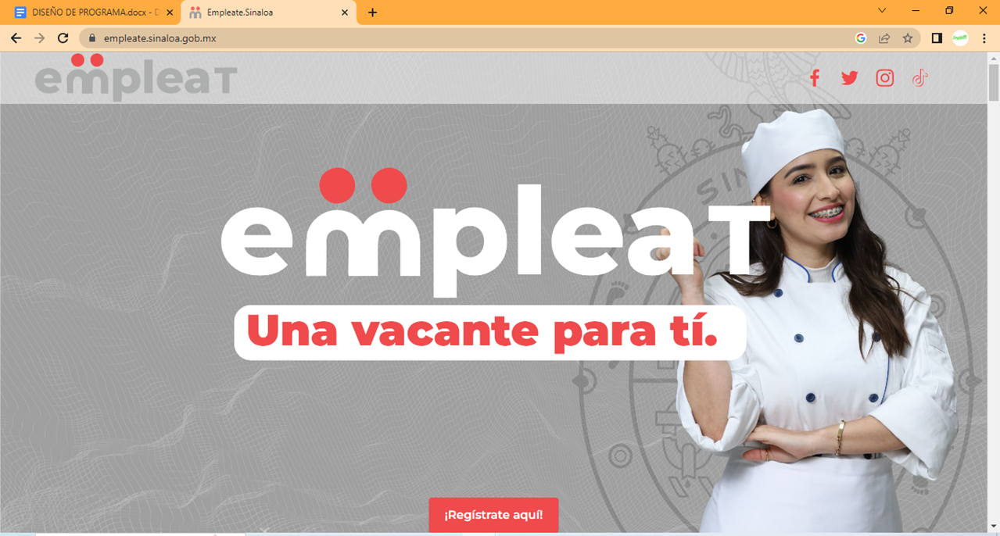 DISEÑO DE PROGRAMA.docx - D
Empleate.Sinaloa
empleate.sinaloa.gob.mx
empleaT
empleaT
Una vacante para tí.
¡Regístrate aquí!